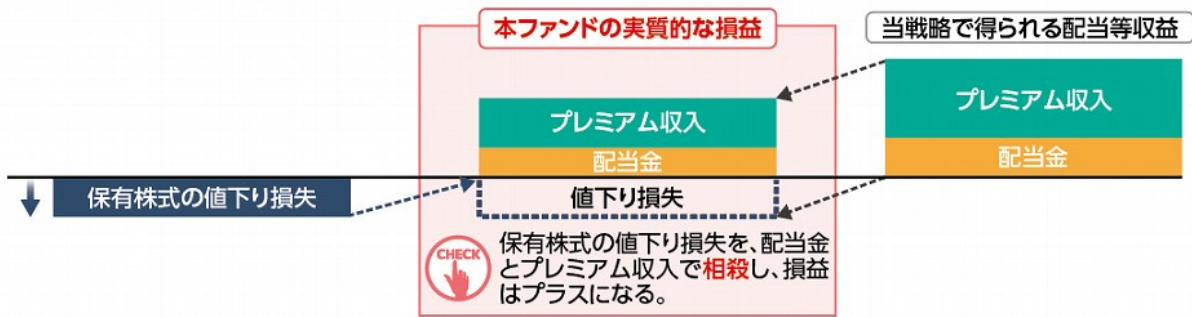 本ファンドの実質的な損益
当戦略で得られる配当等収益
プレミアム収入
プレミアム収入
配当金
配当金
保有株式の値下り損失
値下り損失
CHECK
保有株式の値下り損失を、配当金
とプレミアム収入で相殺し、損益
はプラスになる。